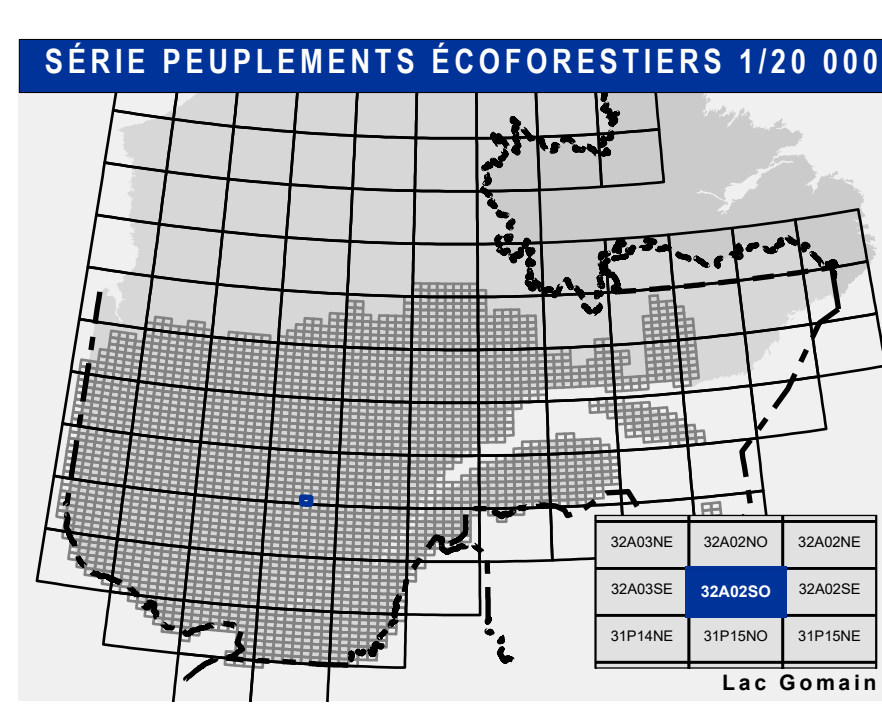 SÉRIE PEUPLEMENTS ÉCOFORESTIERS 1/20 000
32A03NE 32A02NO 32A02NE
32A03SE 32A02SO 32A02SE
31P14NE 31P15NO 31P15NE
Lac Gomain